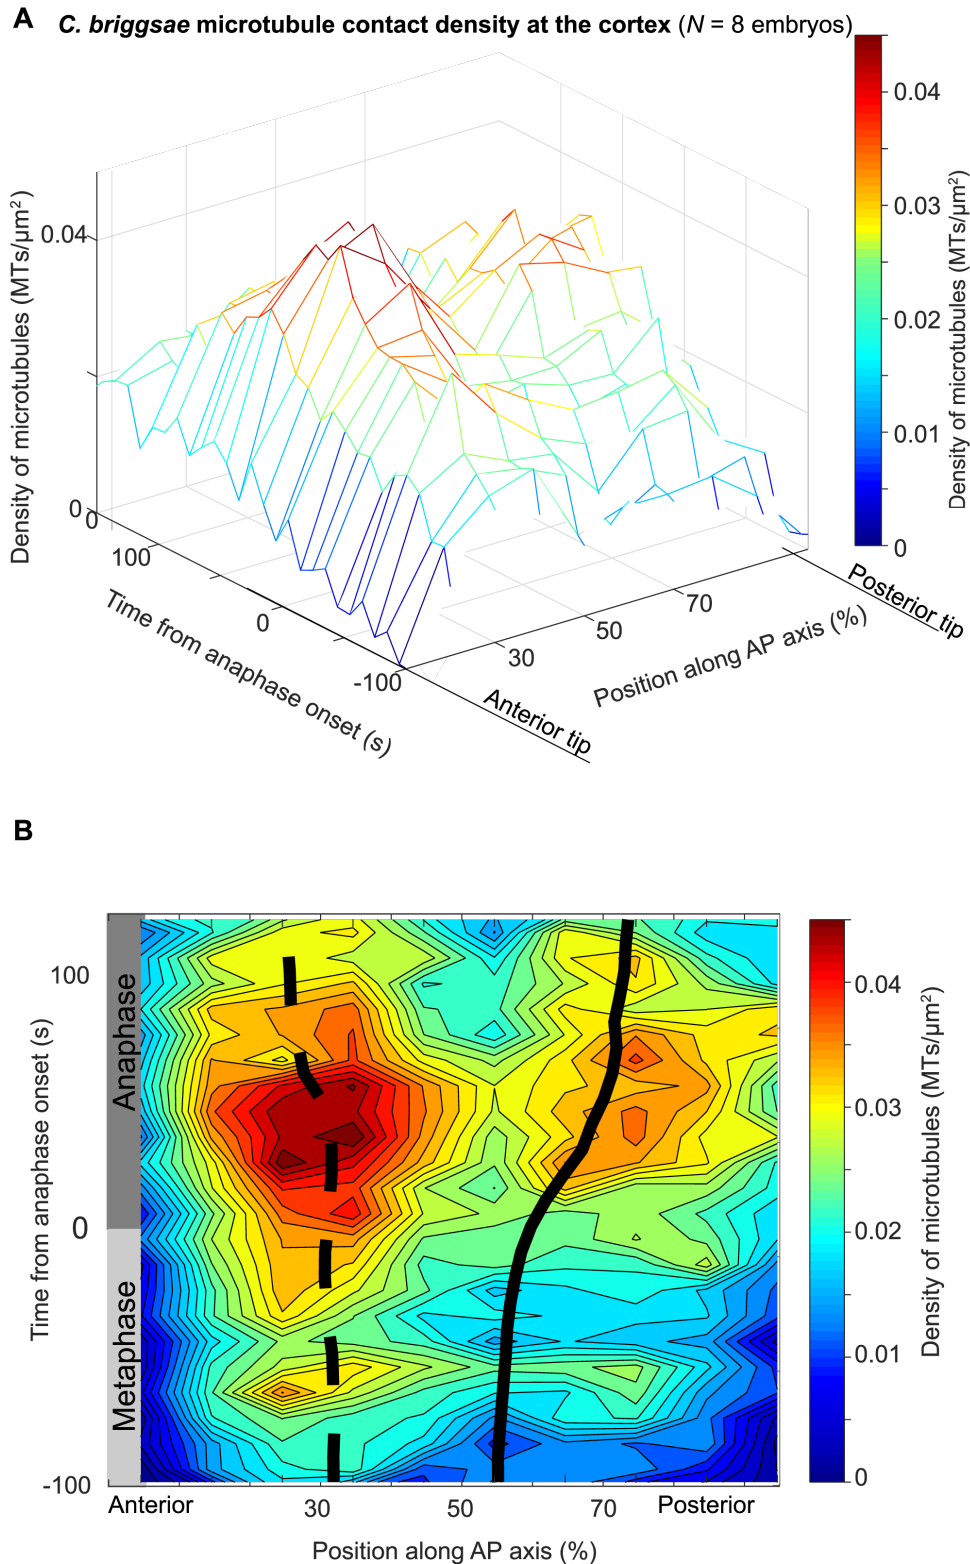 A
C. briggsae microtubule contact density at the cortex (N = 8 embryos)
Density of microtubules (MTs/μm²)
0.04
0
0
100
0
-100
Time from anaphase onset (s)
30
50
70
Position along AP axis (%)
Anterior tip
Posterior tip
0.04
0.03
0.02
0.01
0
Density of microtubules (MTs/μm²)
B
Time from anaphase onset (s)
100
0
-100
Anaphase
Metaphase
Anterior
30
50
70
Posterior
Position along AP axis (%)
0.04
0.03
0.02
0.01
0
Density of microtubules (MTs/μm²)